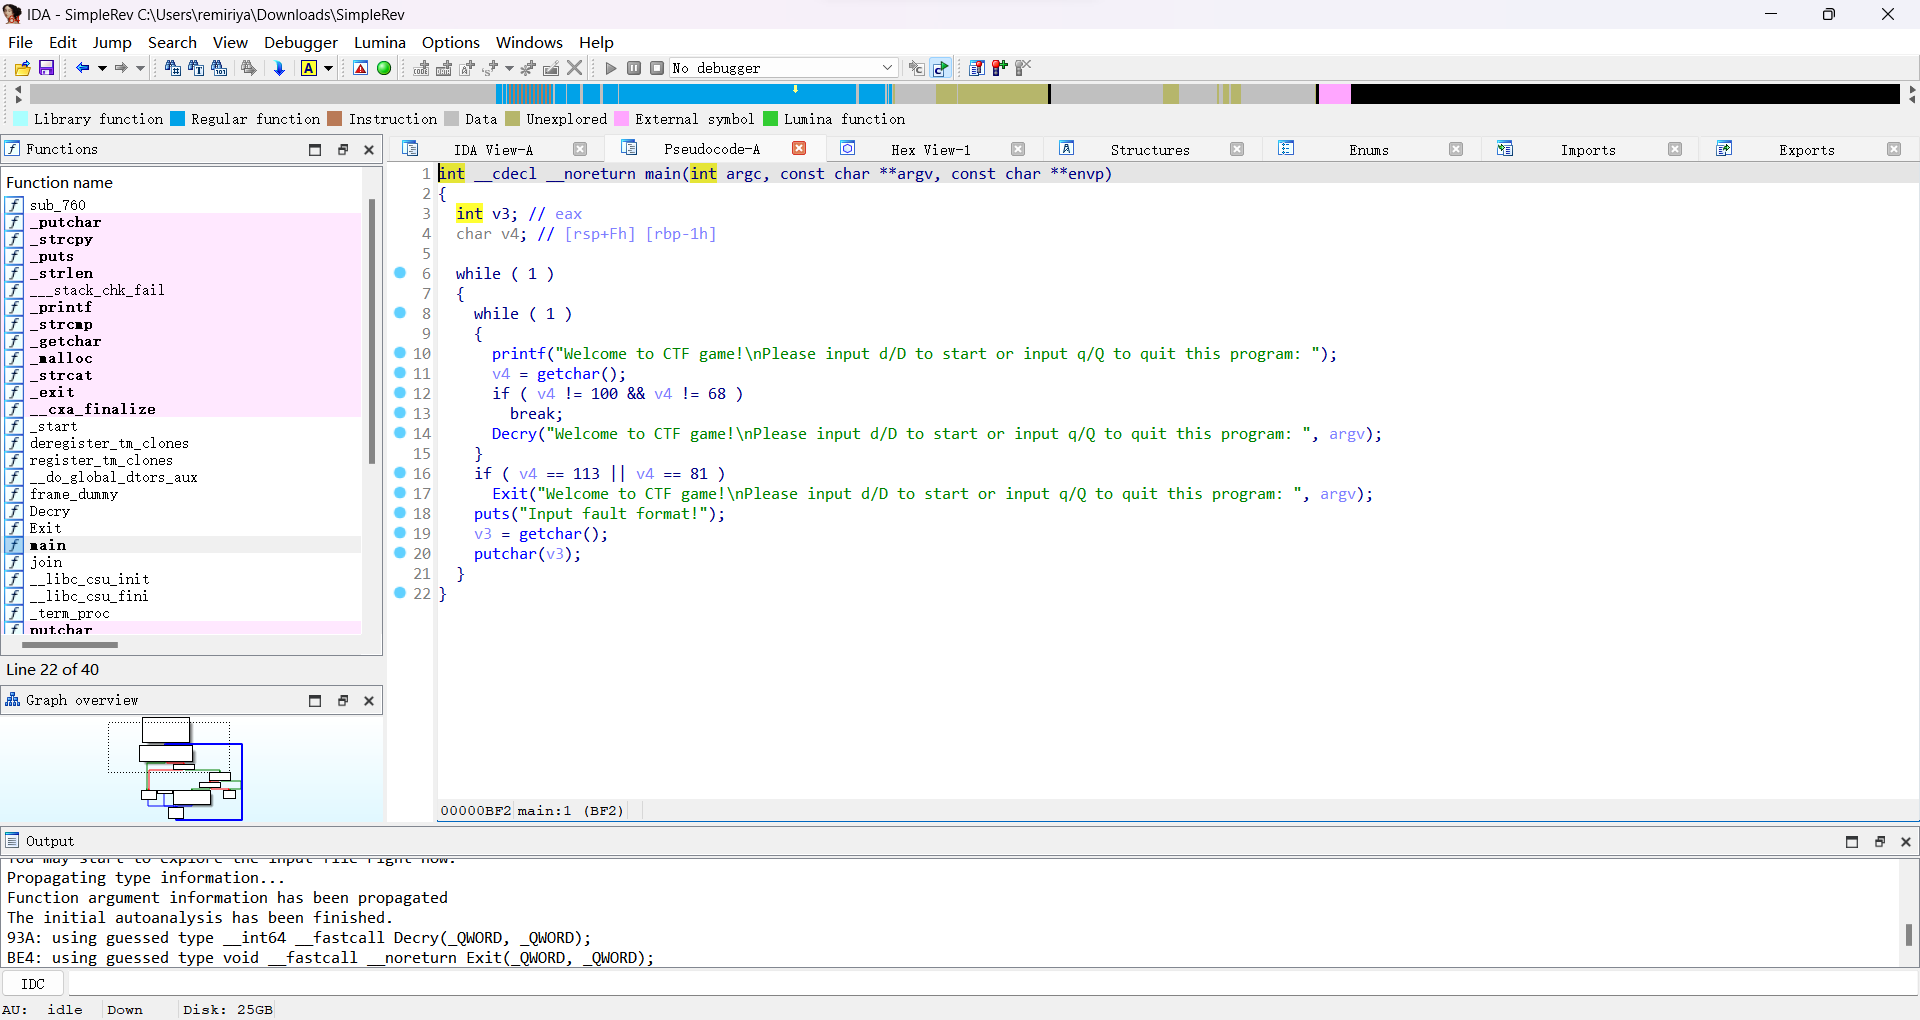 IDA - SimpleRev C:\Users\remiriya\Downloads\SimpleRev
File Edit Jump Search View Debugger Lumina Options Windows Help
No debugger
Library function Regular function Instruction Data Unexplored External symbol Lumina function
Functions
Function name
sub_760
_putchar
_strcpy
_puts
_strlen
___stack_chk_fail
_printf
_strcmp
_getchar
_malloc
_strcat
_exit
__cxa_finalize
_start
deregister_tm_clones
register_tm_clones
__do_global_dtors_aux
frame_dummy
Decry
Exit
main
join
__libc_csu_init
__libc_csu_fini
_term_proc
putchar
Line 22 of 40
Graph overview
IDA View-A Pseudocode-A Hex View-1 Structures Enums Imports Exports
1 int __cdecl __noreturn main(int argc, const char **argv, const char **envp)
2 {
3 int v3; // eax
4 char v4; // [rsp+Fh] [rbp-1h]
5
6 while ( 1 )
7 {
8 while ( 1 )
9 {
10 printf("Welcome to CTF game!\nPlease input d/D to start or input q/Q to quit this program: ");
11 v4 = getchar();
12 if ( v4 != 100 && v4 != 68 )
13 break;
14 Decry("Welcome to CTF game!\nPlease input d/D to start or input q/Q to quit this program: ", argv);
15 }
16 if ( v4 == 113 || v4 == 81 )
17 Exit("Welcome to CTF game!\nPlease input d/D to start or input q/Q to quit this program: ", argv);
18 puts("Input fault format!");
19 v3 = getchar();
20 putchar(v3);
21 }
22 }
00000BF2 main:1 (BF2)
Output
You may start to explore the input file right now.
Propagating type information...
Function argument information has been propagated
The initial autoanalysis has been finished.
93A: using guessed type __int64 __fastcall Decry(_QWORD, _QWORD);
BE4: using guessed type void __fastcall __noreturn Exit(_QWORD, _QWORD);
IDC
AU: idle Down Disk: 25GB